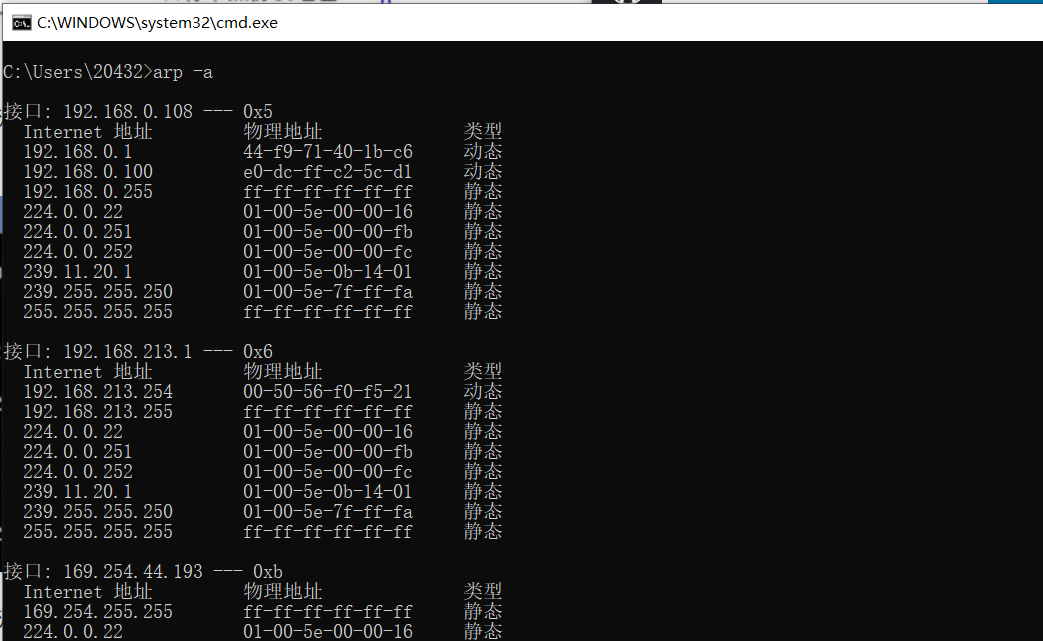 C:\WINDOWS\system32\cmd.exe
C:\Users\20432>arp -a
接口: 192.168.0.108 --- 0x5
Internet 地址 物理地址 类型
192.168.0.1 44-f9-71-40-1b-c6 动态
192.168.0.100 e0-dc-ff-c2-5c-d1 动态
192.168.0.255 ff-ff-ff-ff-ff-ff 静态
224.0.0.22 01-00-5e-00-00-16 静态
224.0.0.251 01-00-5e-00-00-fb 静态
224.0.0.252 01-00-5e-00-00-fc 静态
239.11.20.1 01-00-5e-0b-14-01 静态
239.255.255.250 01-00-5e-7f-ff-fa 静态
255.255.255.255 ff-ff-ff-ff-ff-ff 静态
接口: 192.168.213.1 --- 0x6
Internet 地址 物理地址 类型
192.168.213.254 00-50-56-f0-f5-21 动态
192.168.213.255 ff-ff-ff-ff-ff-ff 静态
224.0.0.22 01-00-5e-00-00-16 静态
224.0.0.251 01-00-5e-00-00-fb 静态
224.0.0.252 01-00-5e-00-00-fc 静态
239.11.20.1 01-00-5e-0b-14-01 静态
239.255.255.250 01-00-5e-7f-ff-fa 静态
255.255.255.255 ff-ff-ff-ff-ff-ff 静态
接口: 169.254.44.193 --- 0xb
Internet 地址 物理地址 类型
169.254.255.255 ff-ff-ff-ff-ff-ff 静态
224.0.0.22 01-00-5e-00-00-16 静态